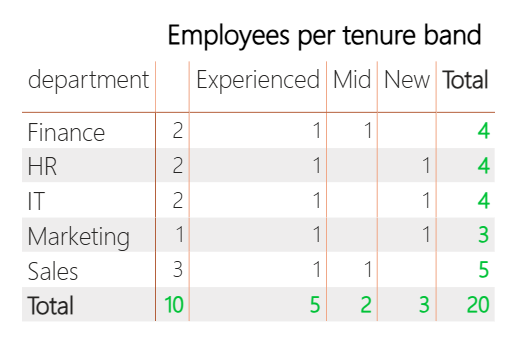 Employees per tenure band
department Experienced Mid New Total
Finance 2 1 1 4
HR 2 1 1 4
IT 2 1 1 4
Marketing 1 1 1 3
Sales 3 1 1 5
Total 10 5 2 3 20